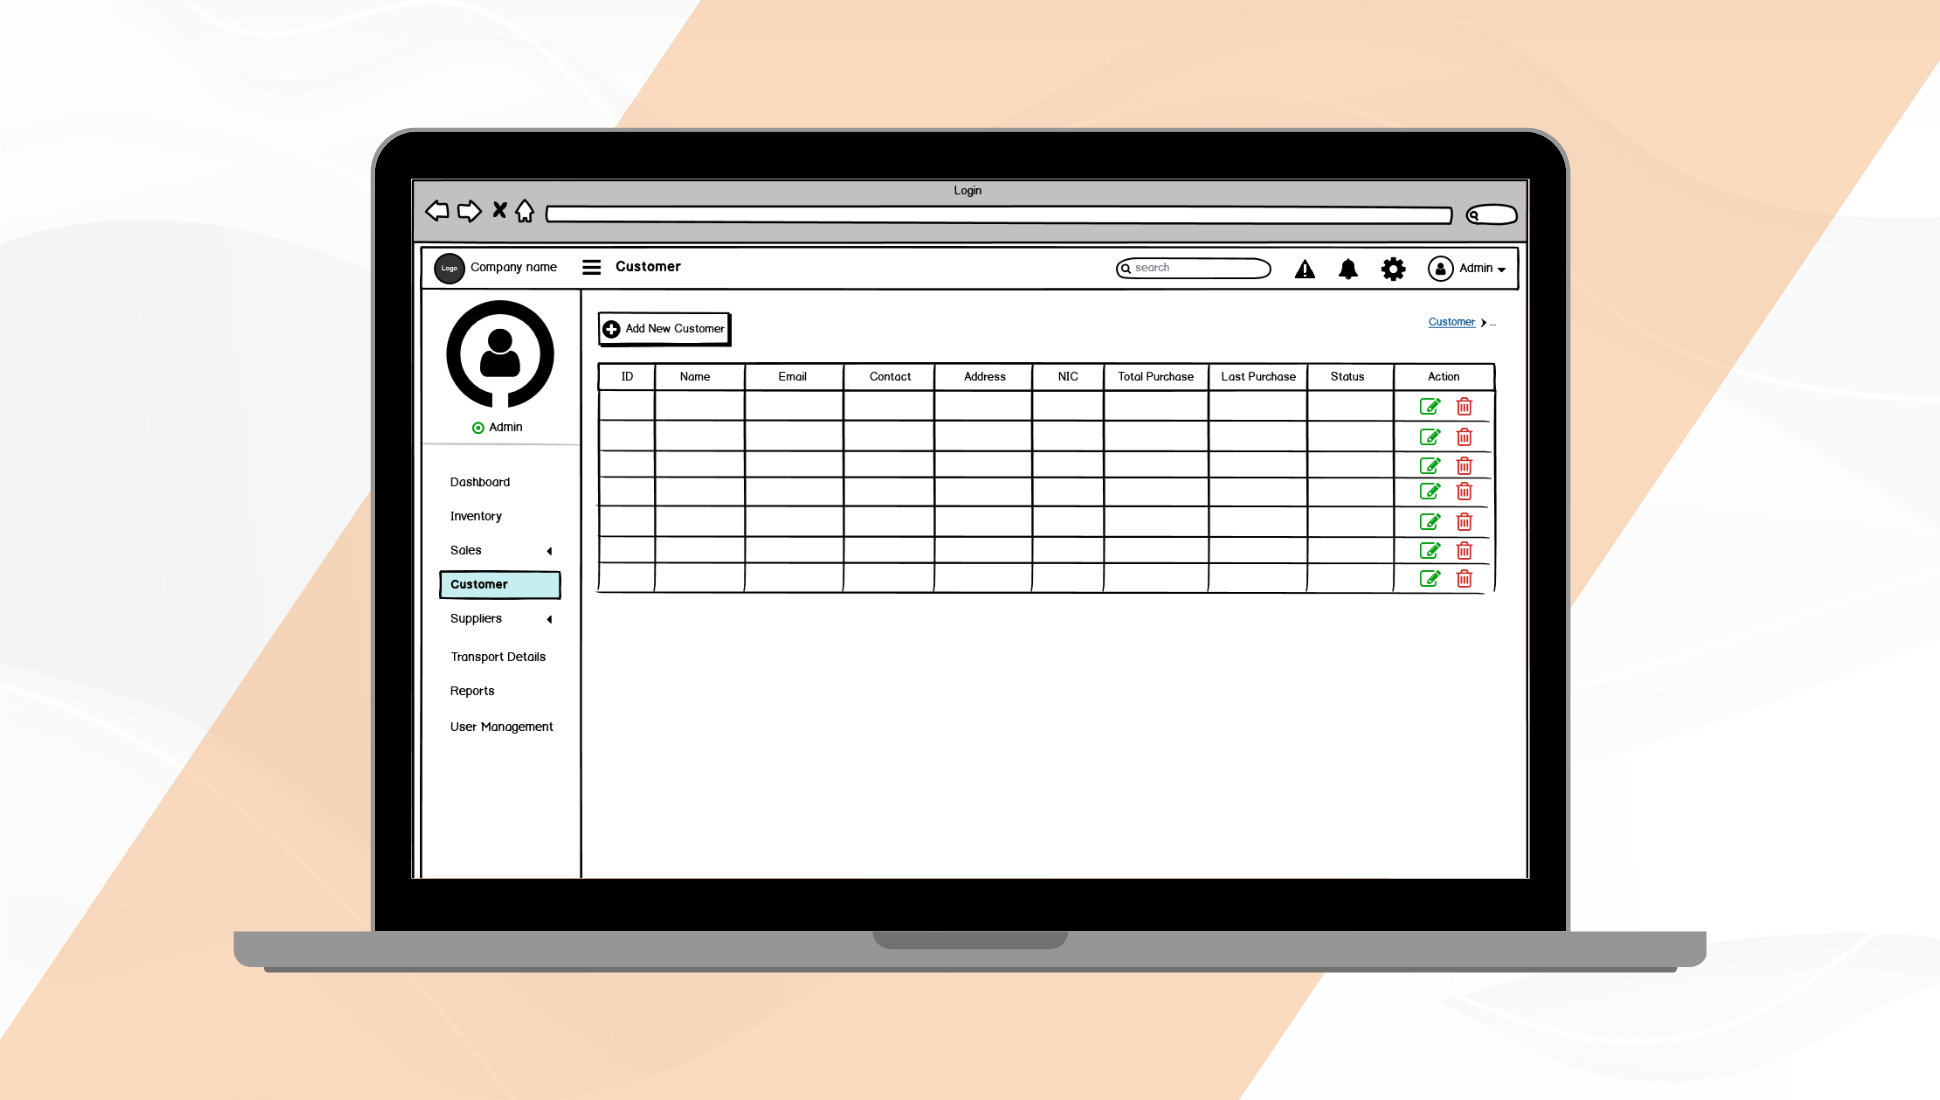 Login
Logo Company name Customer search Admin
Add New Customer Customer > ...
ID Name Email Contact Address NIC Total Purchase Last Purchase Status Action
Admin
Dashboard
Inventory
Sales
Customer
Suppliers
Transport Details
Reports
User Management